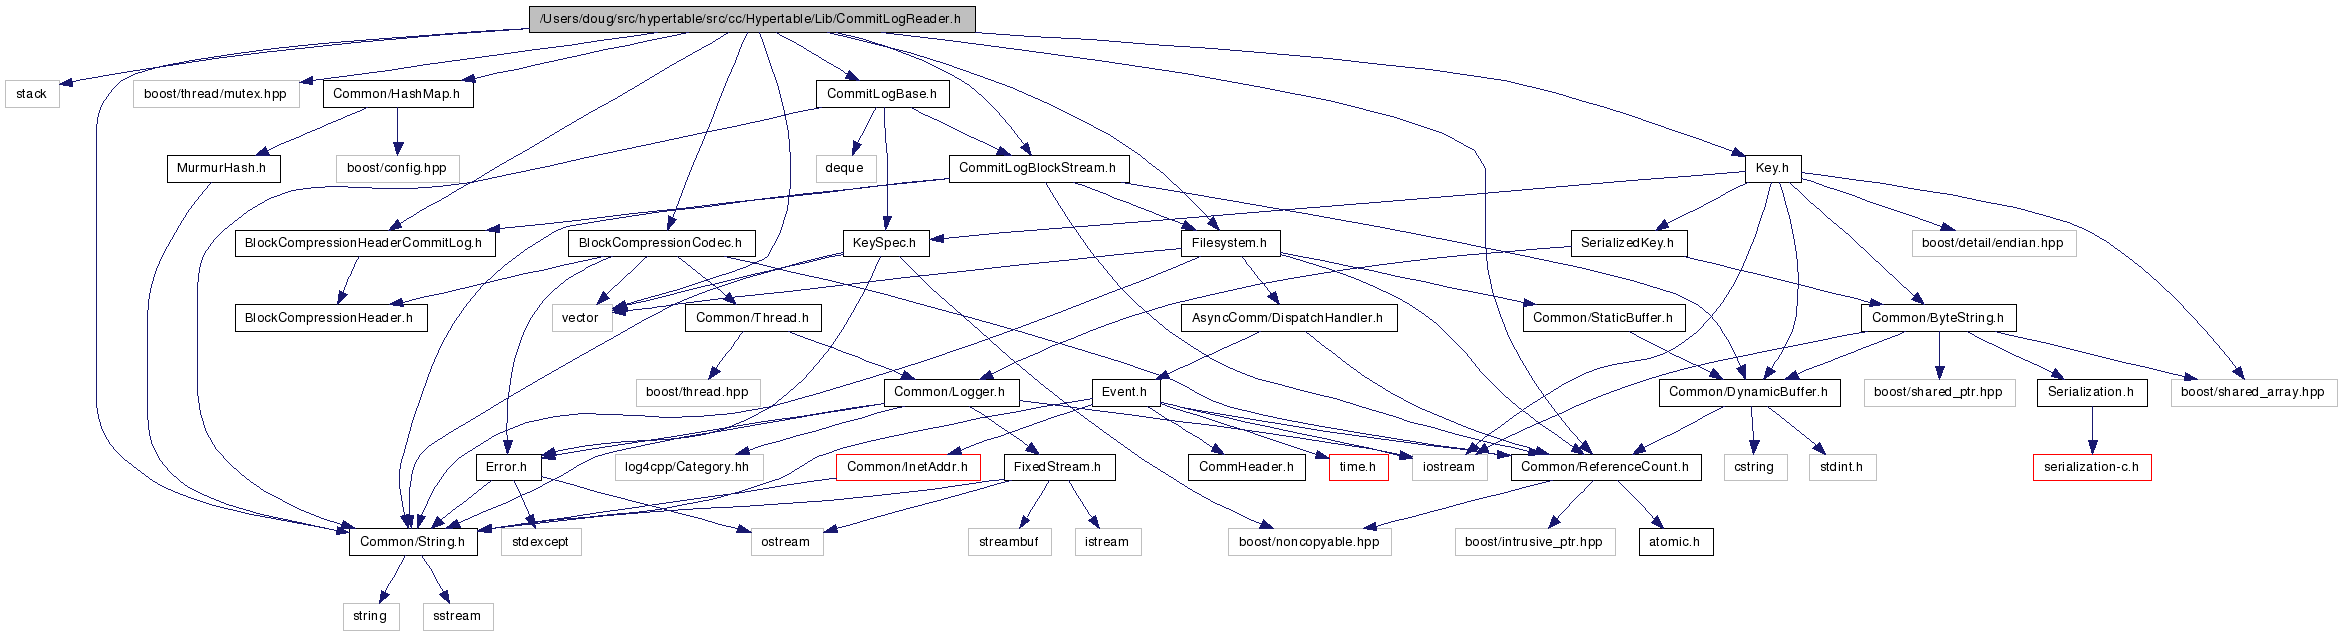 /Users/doug/src/hypertable/src/cc/Hypertable/Lib/CommitLogReader.h
stack
boost/thread/mutex.hpp
Common/HashMap.h
CommitLogBase.h
MurmurHash.h
boost/config.hpp
deque
CommitLogBlockStream.h
Key.h
BlockCompressionHeaderCommitLog.h
BlockCompressionCodec.h
KeySpec.h
Filesystem.h
SerializedKey.h
boost/detail/endian.hpp
BlockCompressionHeader.h
vector
Common/Thread.h
AsyncComm/DispatchHandler.h
Common/StaticBuffer.h
Common/ByteString.h
boost/thread.hpp
Common/Logger.h
Event.h
Common/DynamicBuffer.h
boost/shared_ptr.hpp
Serialization.h
boost/shared_array.hpp
Error.h
log4cpp/Category.hh
Common/InetAddr.h
FixedStream.h
CommHeader.h
time.h
iostream
Common/ReferenceCount.h
cstring
stdint.h
serialization-c.h
Common/String.h
stdexcept
ostream
streambuf
istream
boost/noncopyable.hpp
boost/intrusive_ptr.hpp
atomic.h
string
sstream